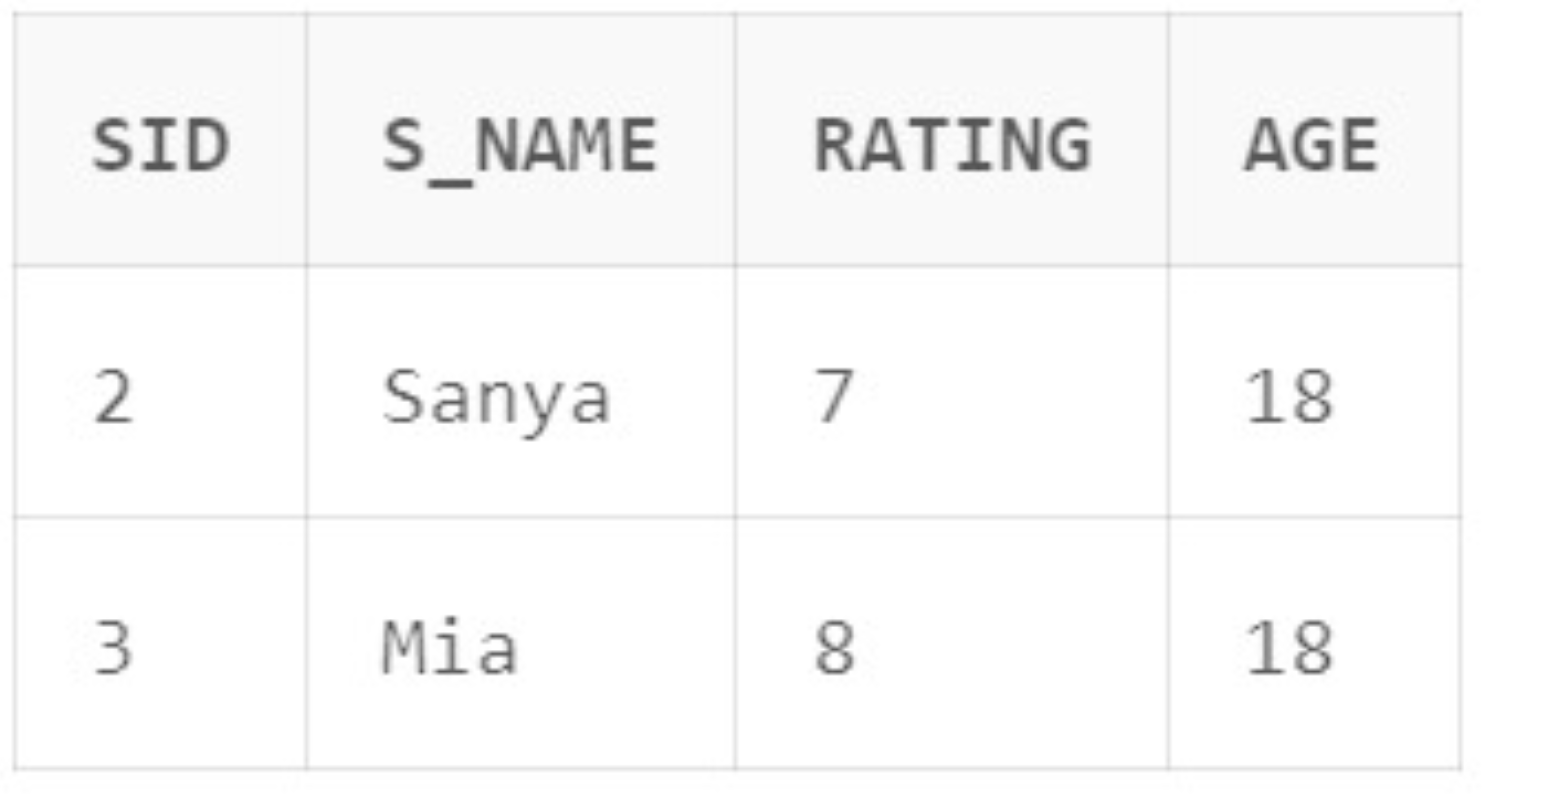 SID S_NAME RATING AGE
2 Sanya 7 18
3 Mia 8 18